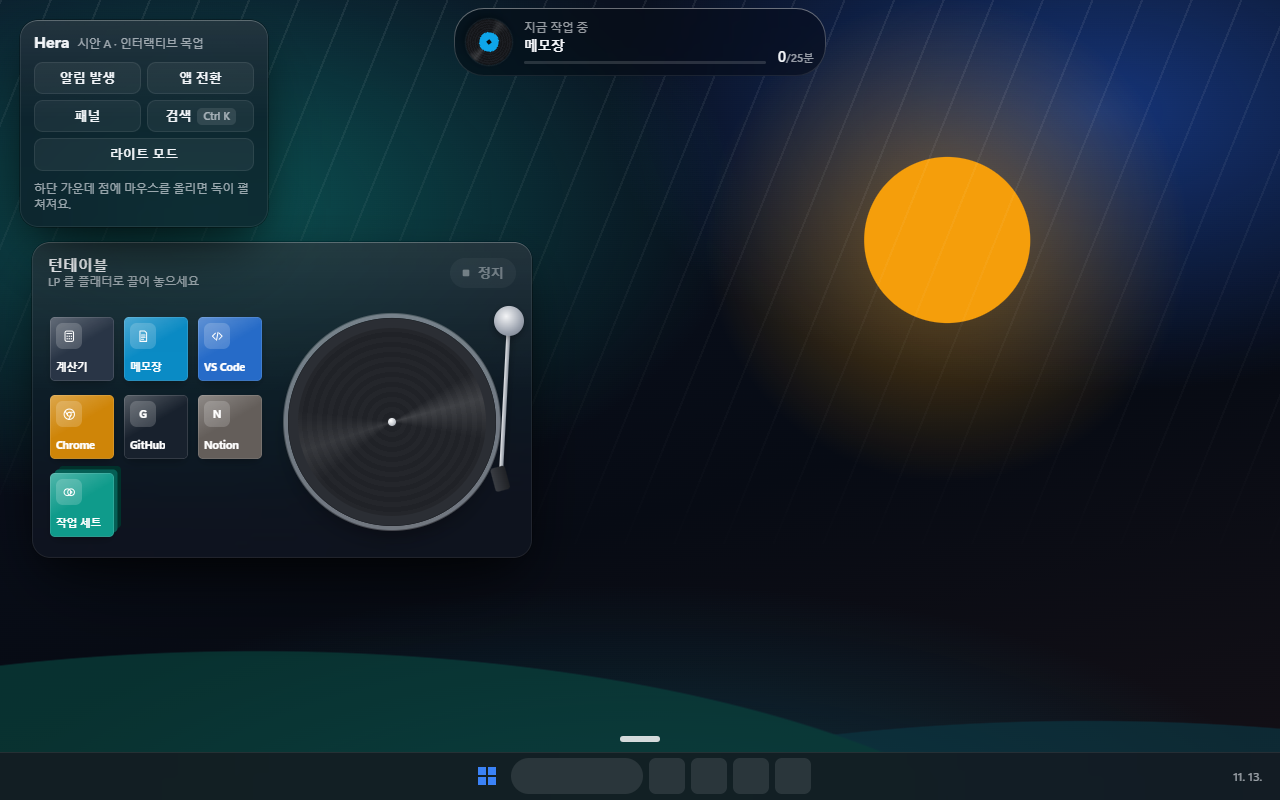 Hera 시안 A · 인터랙티브 목업
알림 발생
앱 전환
패널
검색 Ctrl K
라이트 모드
하단 가운데 점에 마우스를 올리면 독이 펼
쳐져요.
지금 작업 중
메모장
0/25분
턴테이블
LP 를 플래터로 끌어 놓으세요
정지
계산기
메모장
VS Code
Chrome
G
GitHub
N
Notion
작업 세트
11. 13.